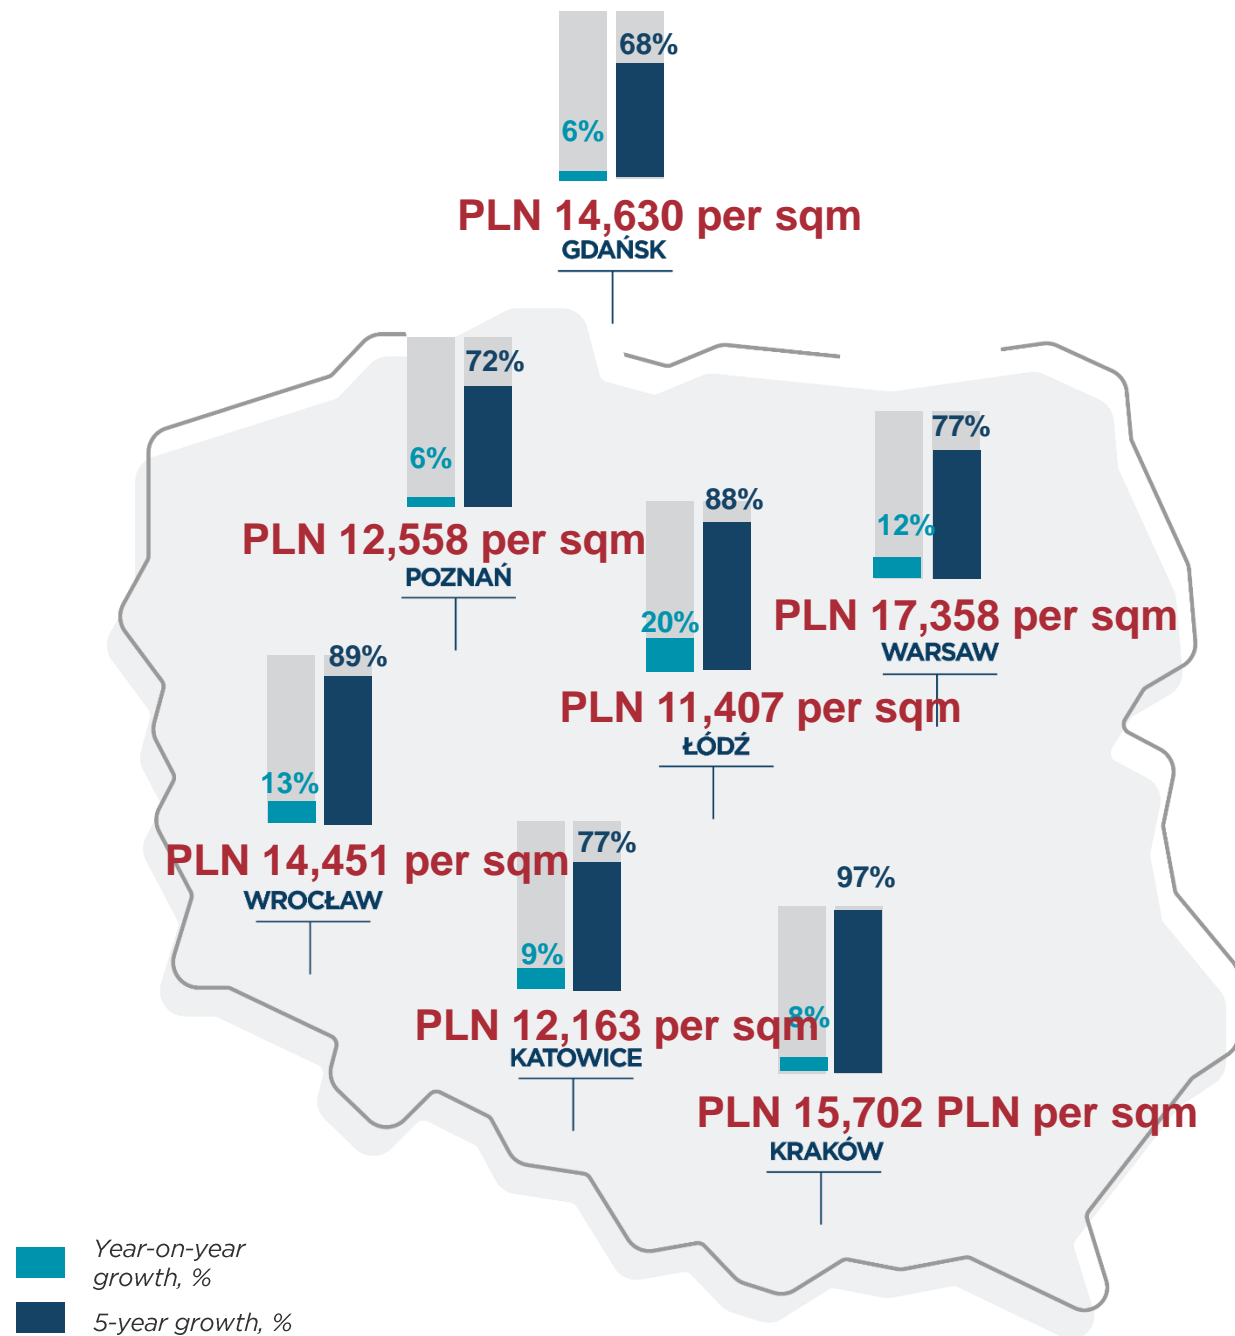 68%
6%
PLN 14,630 per sqm
GDAŃSK
72%
6%
PLN 12,558 per sqm
POZNAŃ
77%
12%
PLN 17,358 per sqm
WARSAW
88%
20%
PLN 11,407 per sqm
ŁÓDŹ
89%
13%
PLN 14,451 per sqm
WROCŁAW
77%
9%
PLN 12,163 per sqm
KATOWICE
97%
8%
PLN 15,702 PLN per sqm
KRAKÓW
Year-on-year
growth, %
5-year growth, %